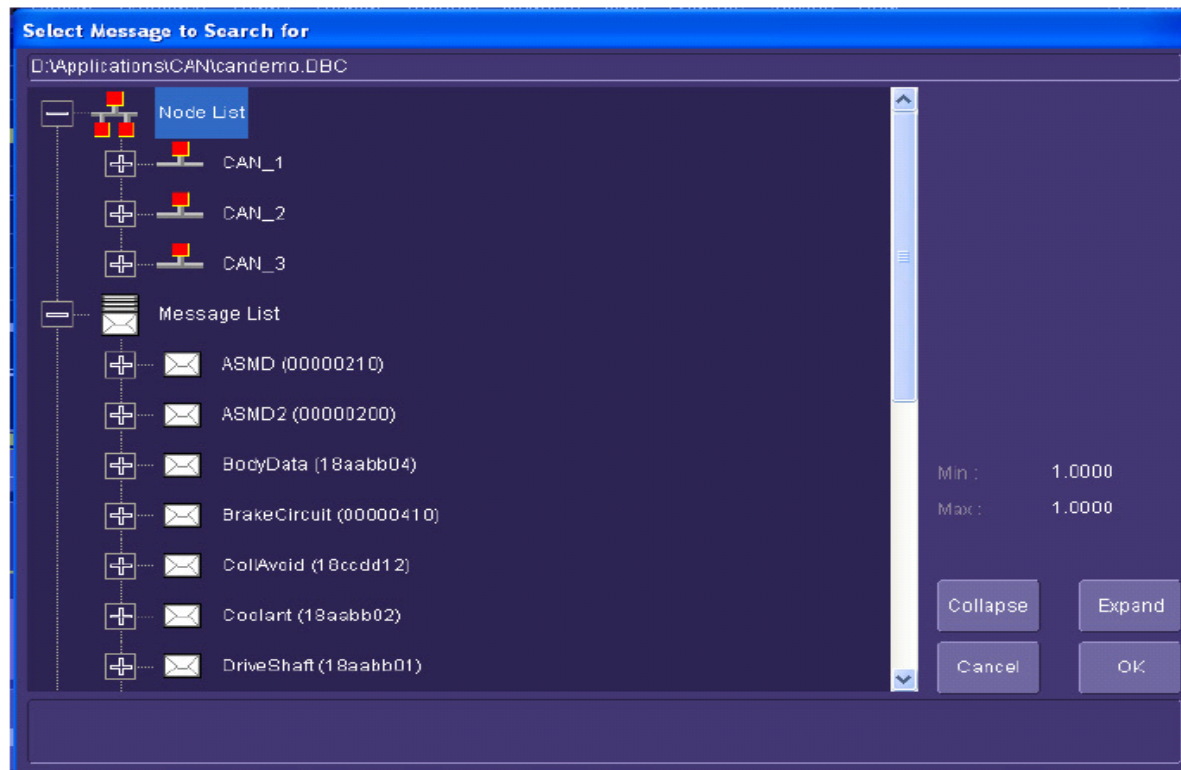 Select Message to Search for
D:\Applications\CAN\candemo.DBC
Node List
CAN_1
CAN_2
CAN_3
Message List
ASMD (00000210)
ASMD2 (00000200)
BodyData (18aabb04)
BrakeCircuit (00000410)
CollAvoid (18ccdd12)
Coolant (18aabb02)
DriveShaft (18aabb01)
Min : 1.0000
Max : 1.0000
Collapse Expand
Cancel OK